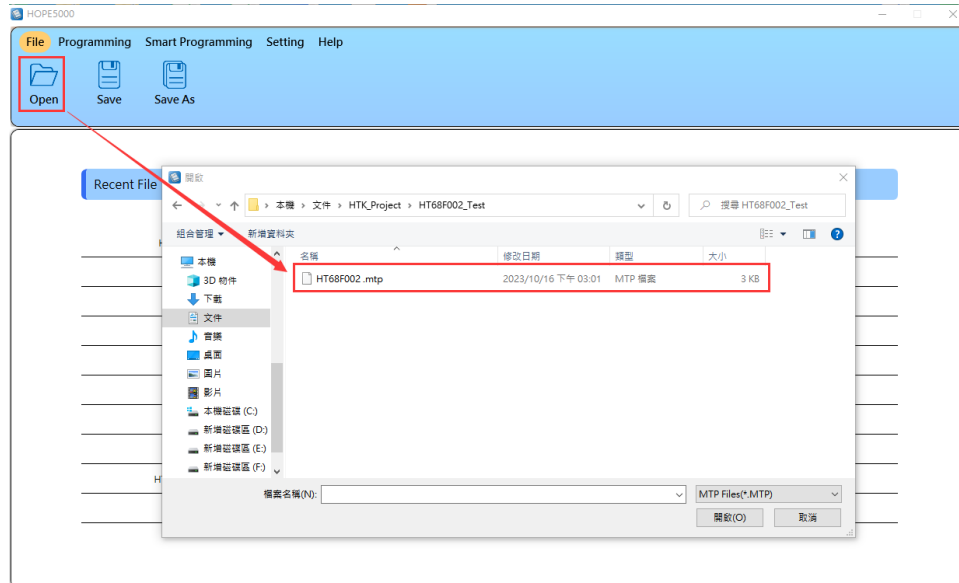 HOPE5000
File Programming Smart Programming Setting Help
Open Save Save As
Recent File
開啟
本機 › 文件 › HTK_Project › HT68F002_Test
搜尋 HT68F002_Test
組合管理 新增資料夾
名稱 修改日期 類型 大小
HT68F002 .mtp 2023/10/16 下午 03:01 MTP 檔案 3 KB
本機
3D 物件
下載
文件
音樂
桌面
圖片
影片
本機磁碟 (C:)
新增磁碟區 (D:)
新增磁碟區 (E:)
新增磁碟區 (F:)
檔案名稱(N): MTP Files(*.MTP)
開啟(O) 取消